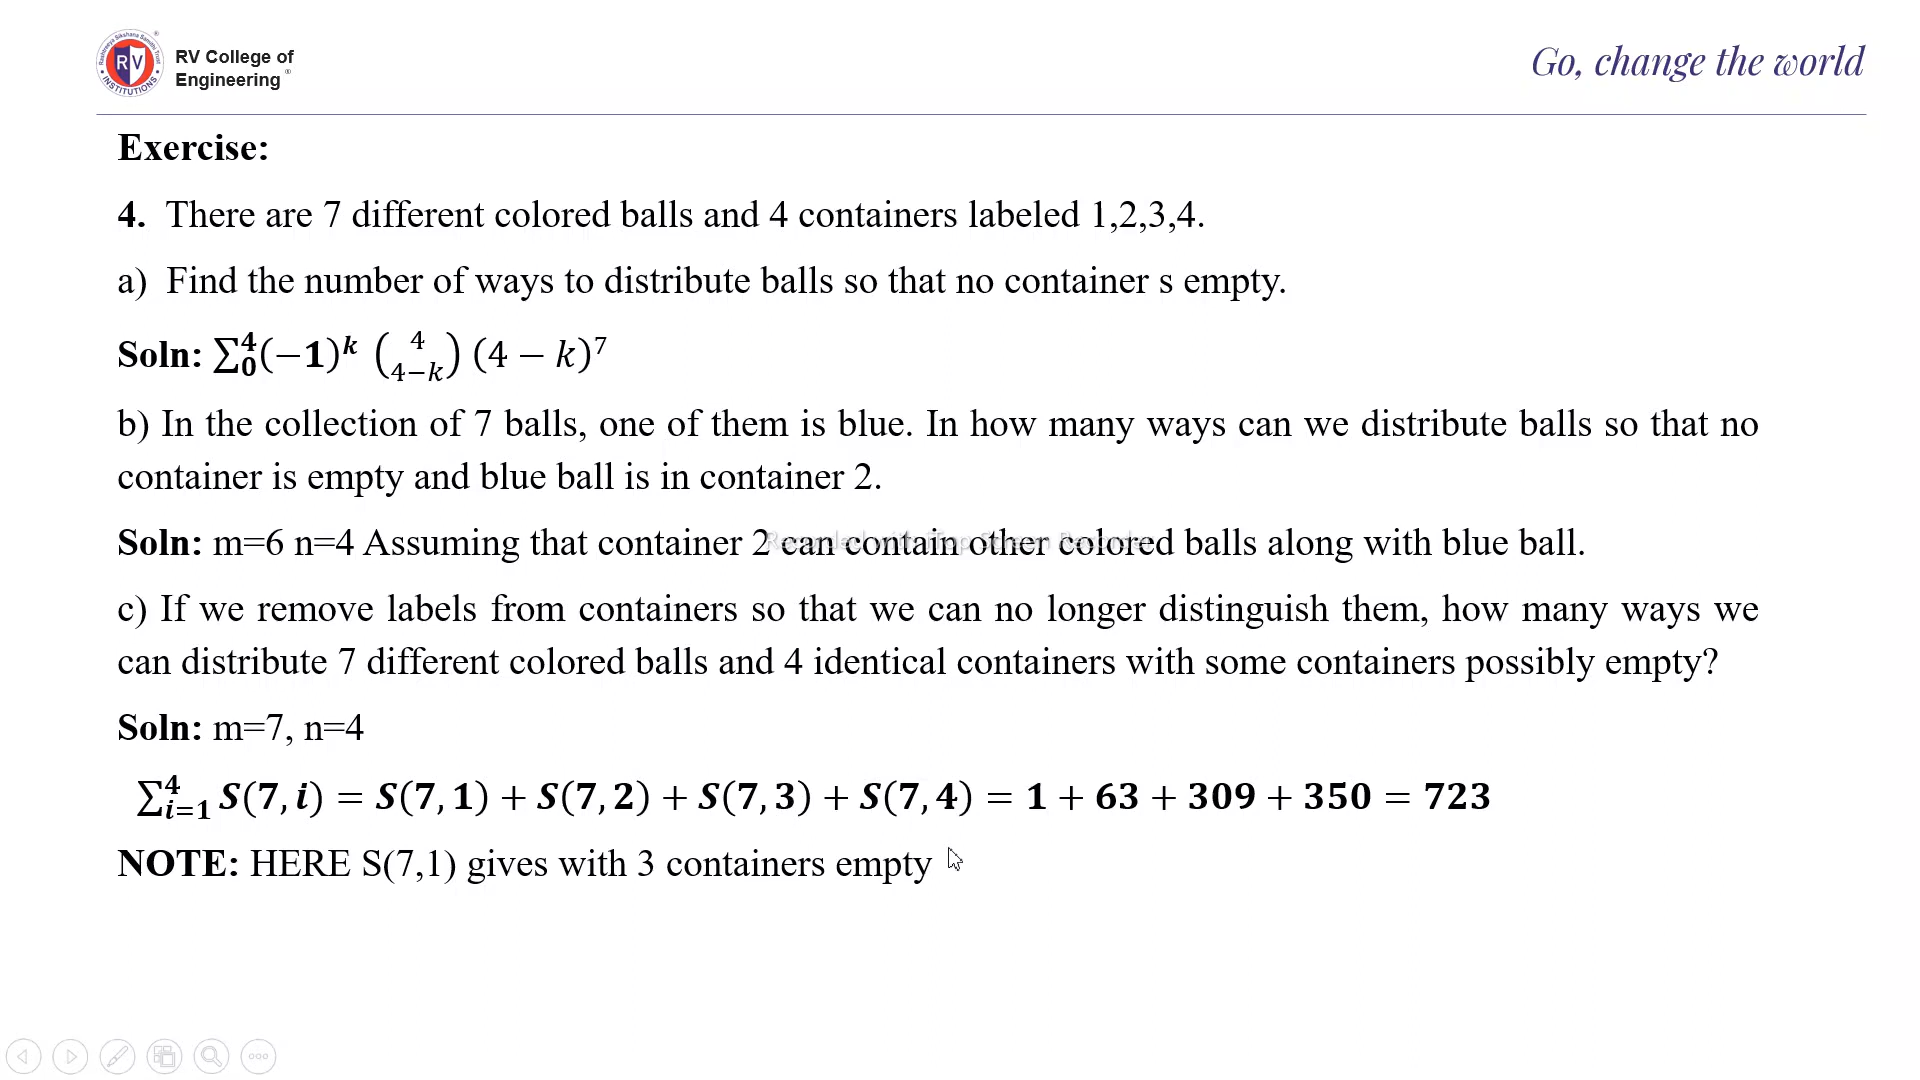 RV College of
Engineering ®
Go, change the world
Exercise:
4. There are 7 different colored balls and 4 containers labeled 1,2,3,4.
a) Find the number of ways to distribute balls so that no container s empty.
Soln: ∑₀⁴(−1)ᵏ (4 4−k) (4 − k)⁷
b) In the collection of 7 balls, one of them is blue. In how many ways can we distribute balls so that no
container is empty and blue ball is in container 2.
Soln: m=6 n=4 Assuming that container 2 can contain other colored balls along with blue ball.
c) If we remove labels from containers so that we can no longer distinguish them, how many ways we
can distribute 7 different colored balls and 4 identical containers with some containers possibly empty?
Soln: m=7, n=4
∑⁴ᵢ₌₁ S(7, i) = S(7, 1) + S(7, 2) + S(7, 3) + S(7, 4) = 1 + 63 + 309 + 350 = 723
NOTE: HERE S(7,1) gives with 3 containers empty